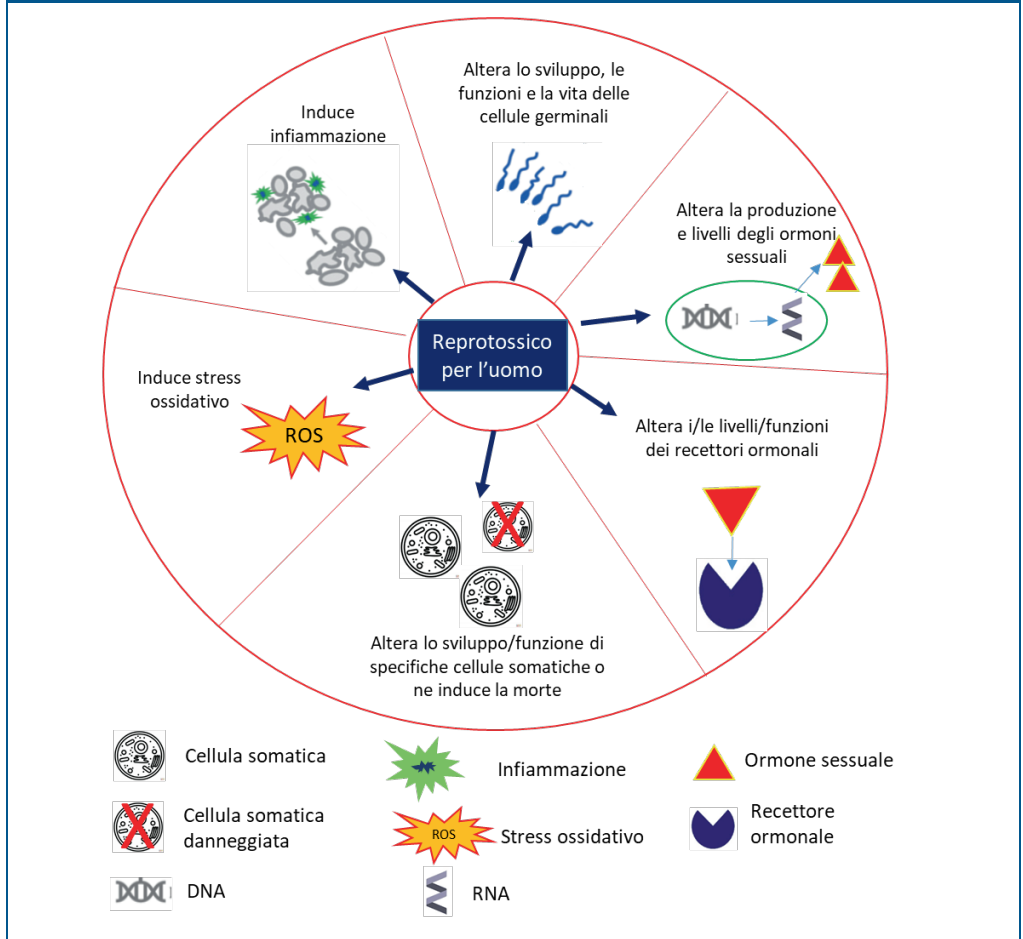 Altera lo sviluppo, le
funzioni e la vita delle
cellule germinali
Induce
infiammazione
Altera la produzione
e livelli degli ormoni
sessuali
Reprotossico
per l'uomo
Induce stress
ossidativo
ROS
Altera i/le livelli/funzioni
dei recettori ormonali
Altera lo sviluppo/funzione di
specifiche cellule somatiche o
ne induce la morte
Cellula somatica
Infiammazione
Ormone sessuale
Cellula somatica
danneggiata
ROS
Stress ossidativo
Recettore
ormonale
DNA
RNA